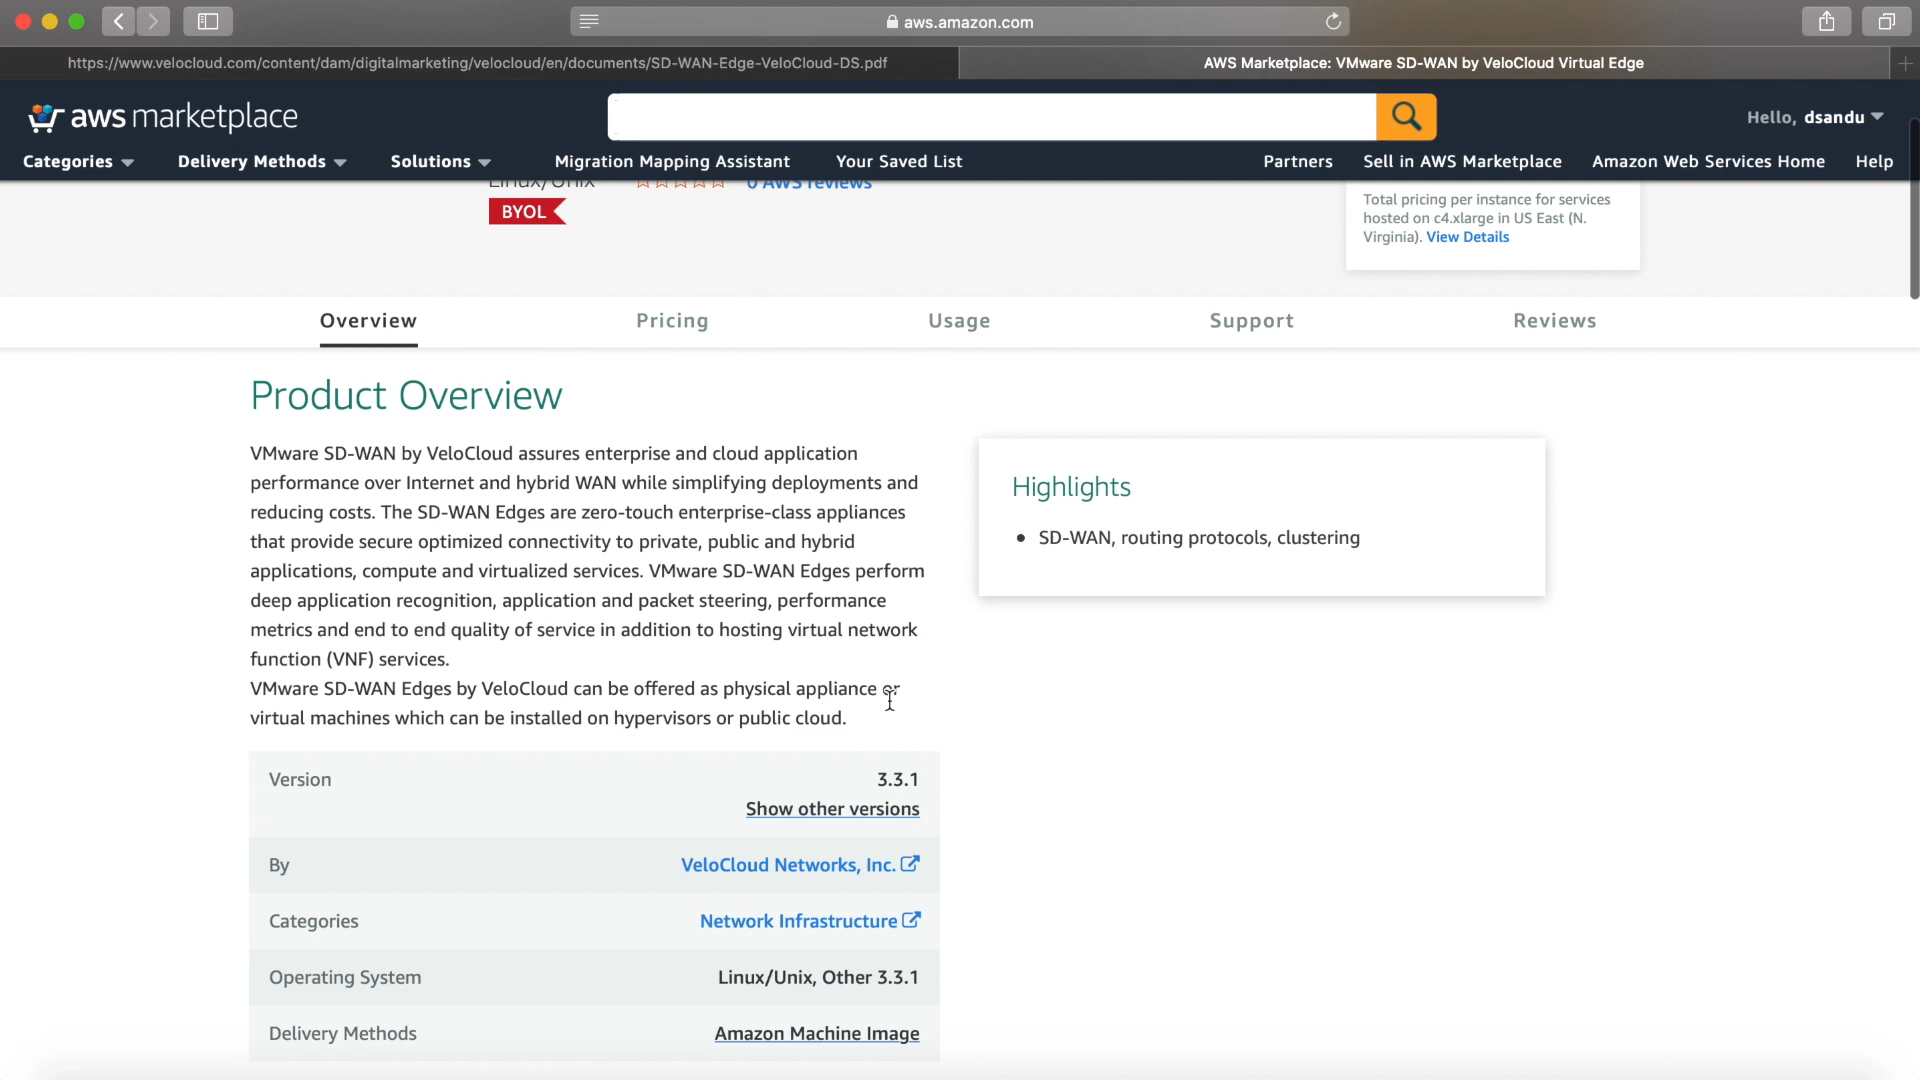 aws.amazon.com
https://www.velocloud.com/content/dam/digitalmarketing/velocloud/en/documents/SD-WAN-Edge-VeloCloud-DS.pdf
AWS Marketplace: VMware SD-WAN by VeloCloud Virtual Edge
aws marketplace
Hello, dsandu
Categories Delivery Methods Solutions Migration Mapping Assistant Your Saved List Partners Sell in AWS Marketplace Amazon Web Services Home Help
Linux/Unix 0 AWS reviews
BYOL
Total pricing per instance for services
hosted on c4.xlarge in US East (N.
Virginia). View Details
Overview Pricing Usage Support Reviews
Product Overview
VMware SD-WAN by VeloCloud assures enterprise and cloud application
performance over Internet and hybrid WAN while simplifying deployments and
reducing costs. The SD-WAN Edges are zero-touch enterprise-class appliances
that provide secure optimized connectivity to private, public and hybrid
applications, compute and virtualized services. VMware SD-WAN Edges perform
deep application recognition, application and packet steering, performance
metrics and end to end quality of service in addition to hosting virtual network
function (VNF) services.
VMware SD-WAN Edges by VeloCloud can be offered as physical appliance or
virtual machines which can be installed on hypervisors or public cloud.
Highlights
• SD-WAN, routing protocols, clustering
Version 3.3.1
Show other versions
By VeloCloud Networks, Inc.
Categories Network Infrastructure
Operating System Linux/Unix, Other 3.3.1
Delivery Methods Amazon Machine Image